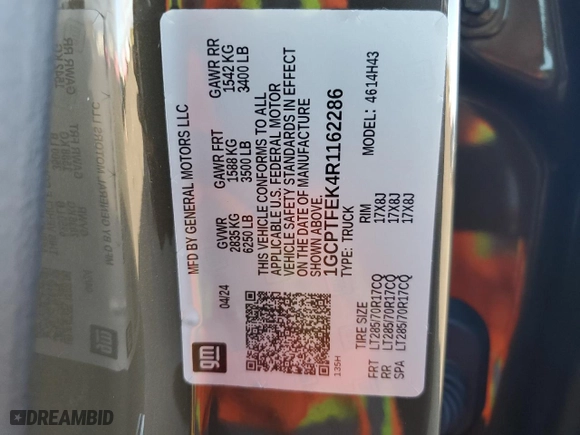 gm
04/24
MFD BY GENERAL MOTORS LLC
GVWR GAWR FRT GAWR RR
2835 KG 1588 KG 1542 KG
6250 LB 3500 LB 3400 LB
THIS VEHICLE CONFORMS TO ALL
APPLICABLE U.S. FEDERAL MOTOR
VEHICLE SAFETY STANDARDS IN EFFECT
ON THE DATE OF MANUFACTURE
SHOWN ABOVE.
1GCPTFEK4R1162286
TYPE: TRUCK MODEL: 4614H43
135H
TIRE SIZE RIM
FRT LT285/70R17CQ 17X8J
RR LT285/70R17CQ 17X8J
SPA LT285/70R17CQ 17X8J
DREAMBID